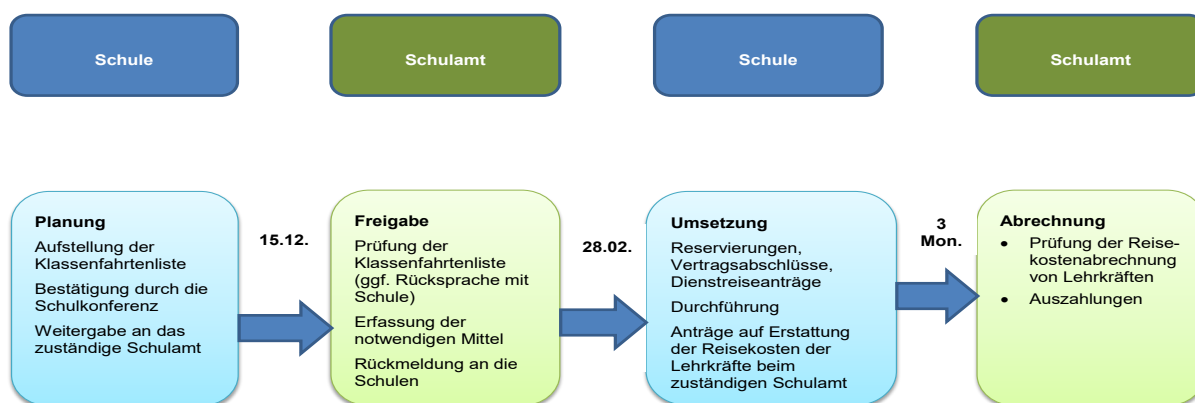 Schule
Schulamt
Schule
Schulamt
Planung
Aufstellung der
Klassenfahrtenliste
Bestätigung durch die
Schulkonferenz
Weitergabe an das
zuständige Schulamt
15.12.
Freigabe
Prüfung der
Klassenfahrtenliste
(ggf. Rücksprache mit
Schule)
Erfassung der
notwendigen Mittel
Rückmeldung an die
Schulen
28.02.
Umsetzung
Reservierungen,
Vertragsabschlüsse,
Dienstreiseanträge
Durchführung
Anträge auf Erstattung
der Reisekosten der
Lehrkräfte beim
zuständigen Schulamt
3
Mon.
Abrechnung
• Prüfung der Reise-
kostenabrechnung
von Lehrkräften
• Auszahlungen